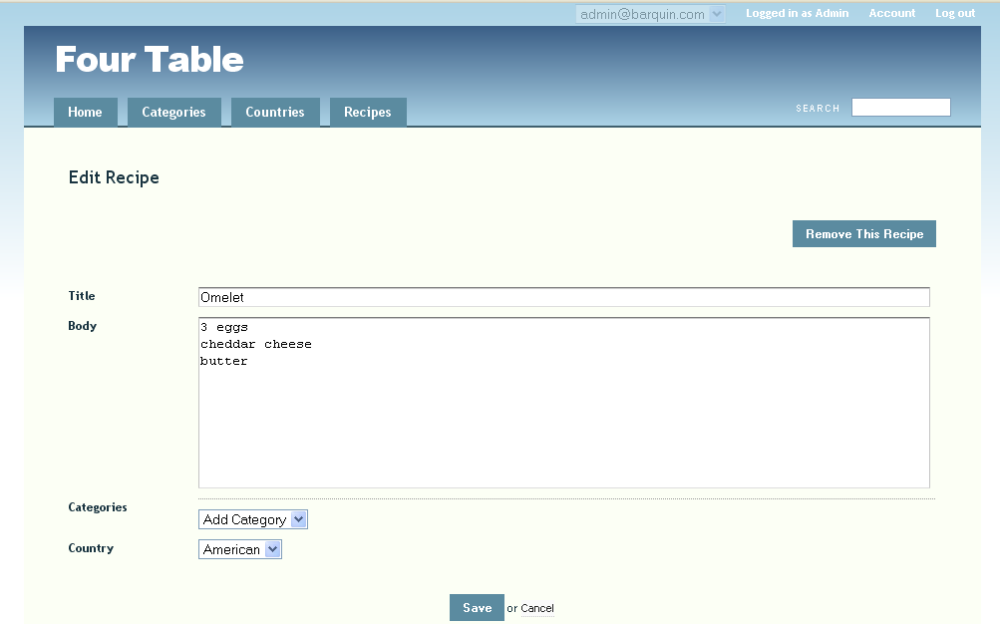 admin@barquin.com Logged in as Admin Account Log out
Four Table
Home Categories Countries Recipes SEARCH
Edit Recipe
Remove This Recipe
Title Omelet
Body 3 eggs
cheddar cheese
butter
Categories
Add Category
Country American
Save or Cancel